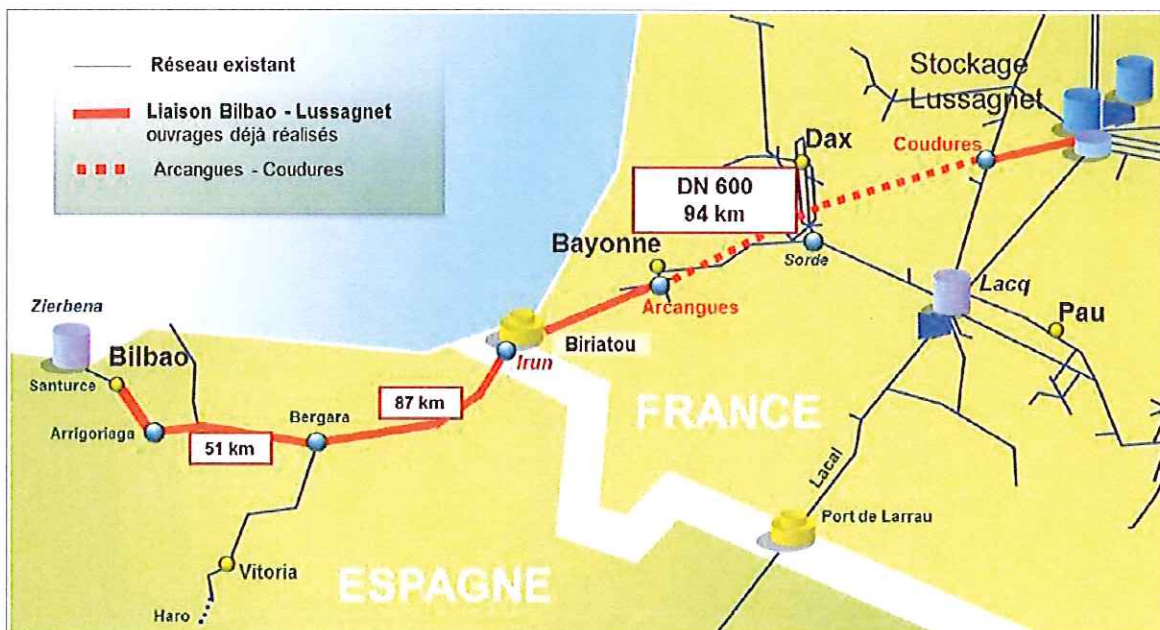 Réseau existant
Liaison Bilbao - Lussagnet
ouvrages déjà réalisés
Arcangues - Coudures
Stockage
Lussagnet
Coudures
Dax
DN 600
94 km
Bayonne
Sorde
Arcangues
Lacq
Pau
Zierbena
Bilbao
Santurce
Biriatou
Irun
87 km
Bergara
Arrigoriaga
51 km
FRANCE
Lacal
Port de Larrau
Vitoria
ESPAGNE
Haro